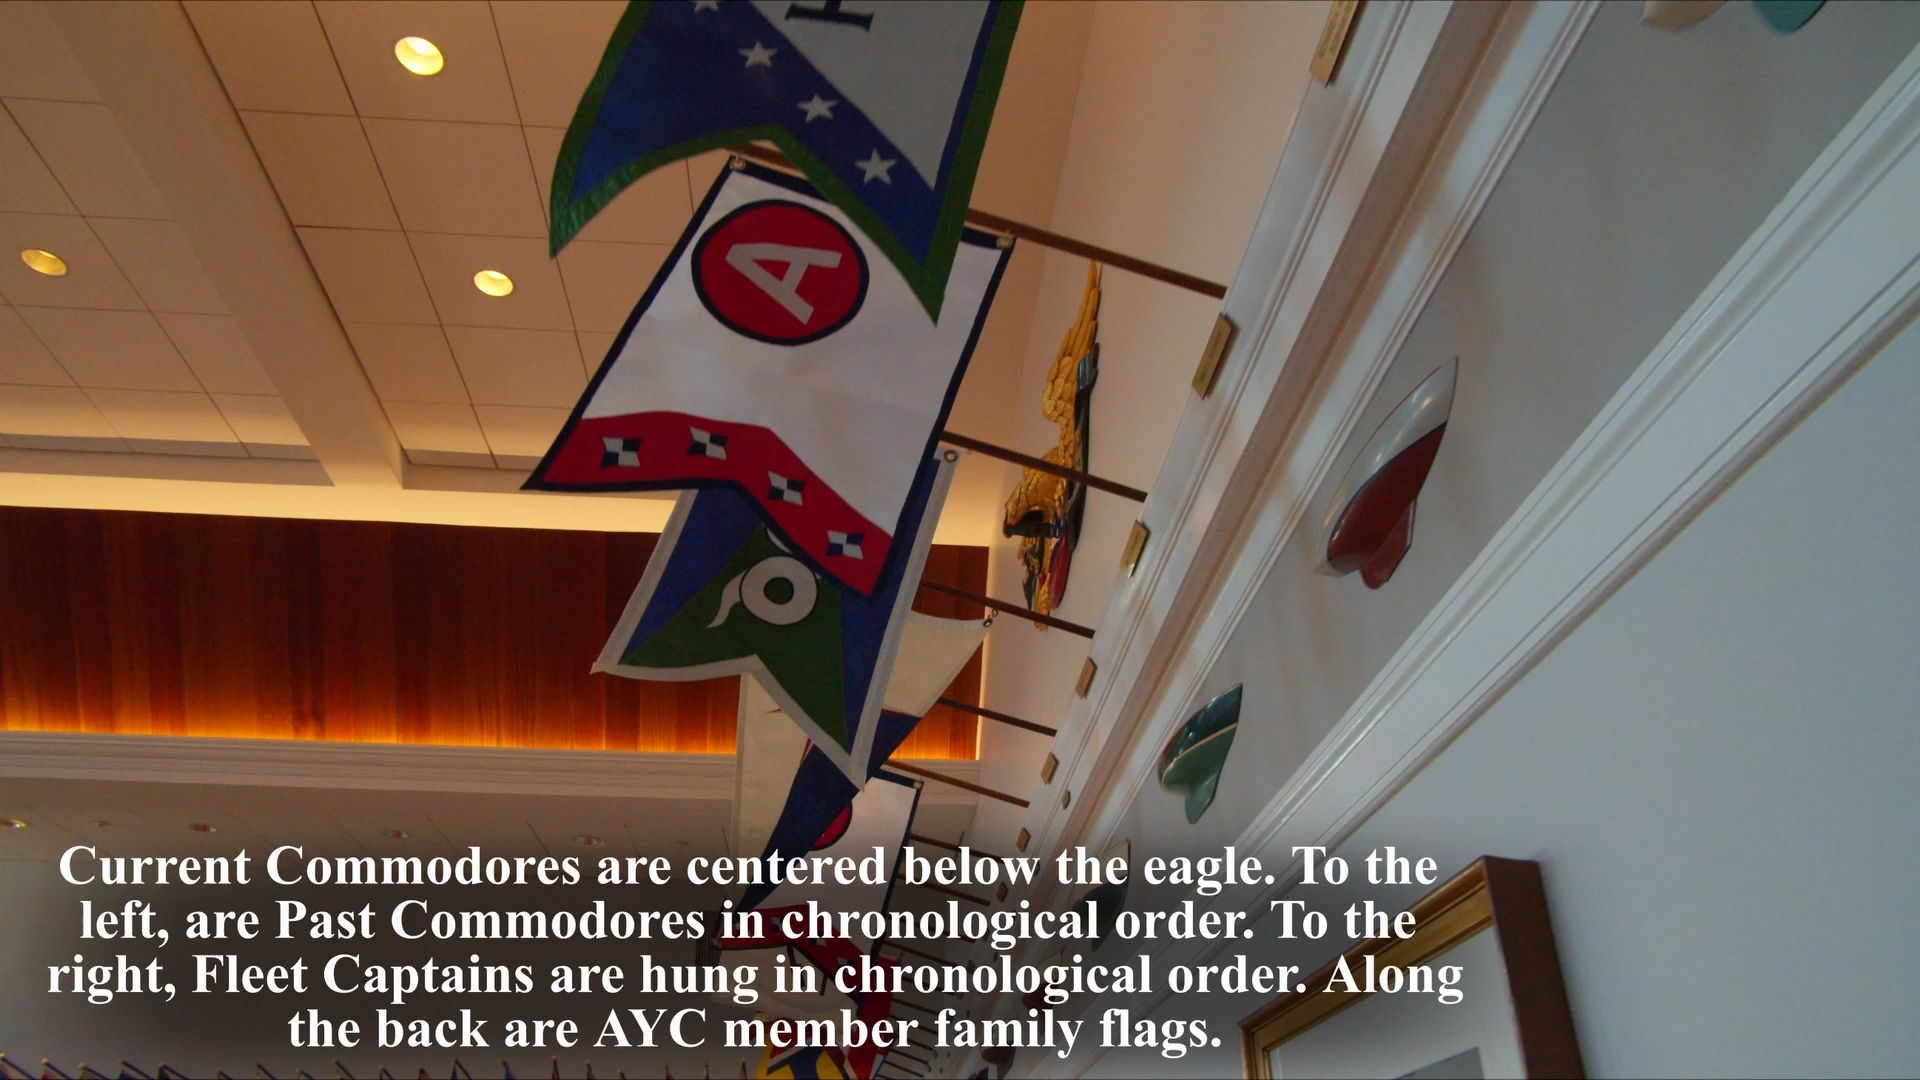 A
Current Commodores are centered below the eagle. To the
left, are Past Commodores in chronological order. To the
right, Fleet Captains are hung in chronological order. Along
the back are AYC member family flags.